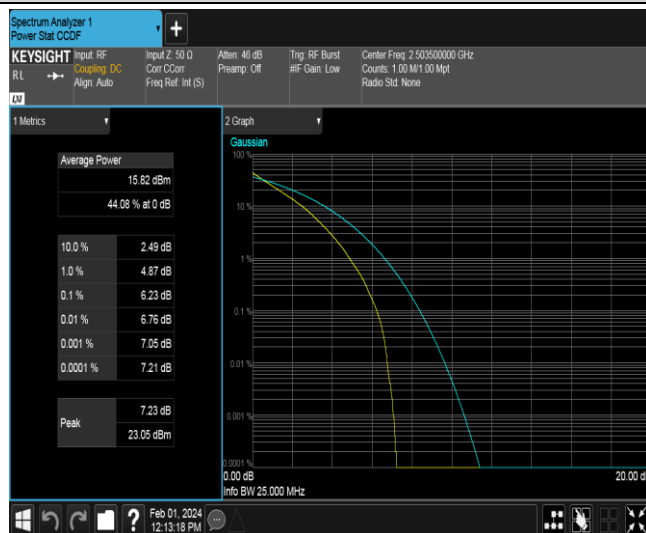 Spectrum Analyzer 1
Power Stat CCDF
+
KEYSIGHT
RL
LXI
Input: RF
Coupling: DC
Align: Auto
Input Z: 50 Ω
Corr CCorr
Freq Ref: Int (S)
Atten: 46 dB
Preamp: Off
Trig: RF Burst
#IF Gain: Low
Center Freq: 2.503500000 GHz
Counts: 1.00 M/1.00 Mpt
Radio Std: None
1 Metrics
Average Power
15.82 dBm
44.08 % at 0 dB
10.0 % 2.49 dB
1.0 % 4.87 dB
0.1 % 6.23 dB
0.01 % 6.76 dB
0.001 % 7.05 dB
0.0001 % 7.21 dB
Peak
7.23 dB
23.05 dBm
2 Graph
Gaussian
100 %
10 %
1 %
0.1 %
0.01 %
0.001 %
0.0001 %
0.00 dB
20.00 d
Info BW 25.000 MHz
?
Feb 01, 2024
12:13:18 PM